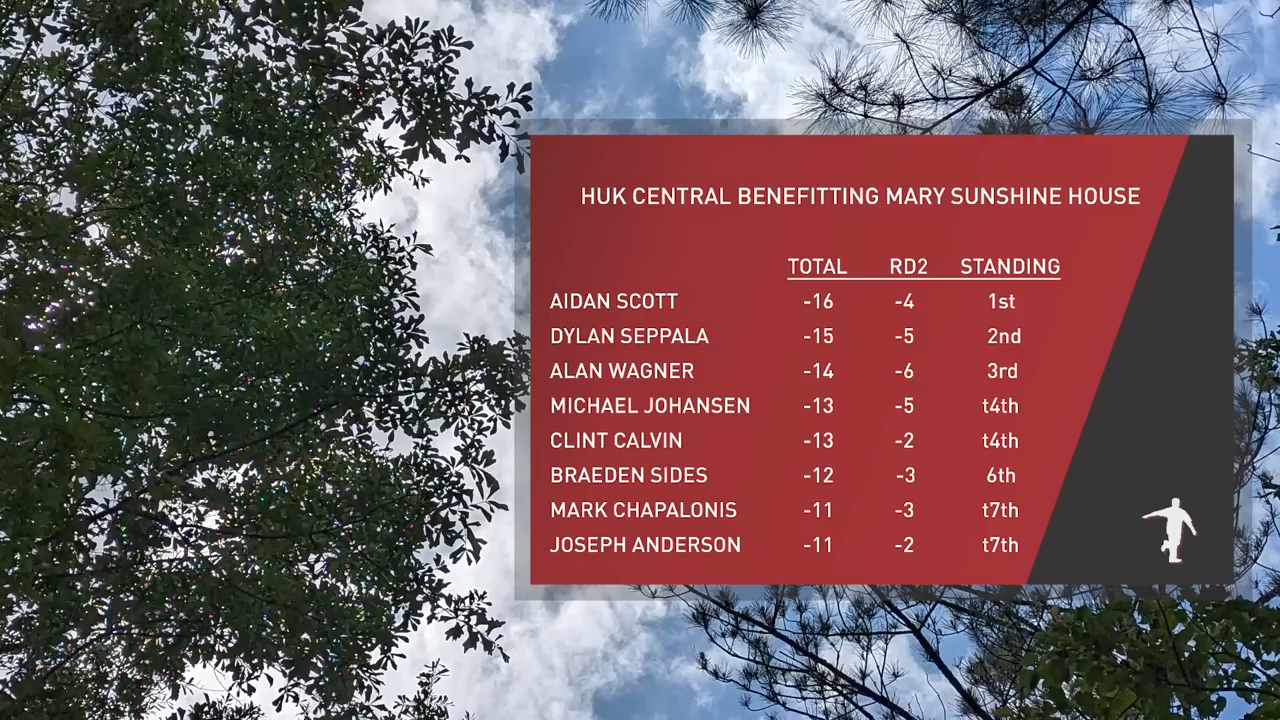 HUK CENTRAL BENEFITTING MARY SUNSHINE HOUSE
TOTAL RD2 STANDING
AIDAN SCOTT -16 -4 1st
DYLAN SEPPALA -15 -5 2nd
ALAN WAGNER -14 -6 3rd
MICHAEL JOHANSEN -13 -5 t4th
CLINT CALVIN -13 -2 t4th
BRAEDEN SIDES -12 -3 6th
MARK CHAPALONIS -11 -3 t7th
JOSEPH ANDERSON -11 -2 t7th